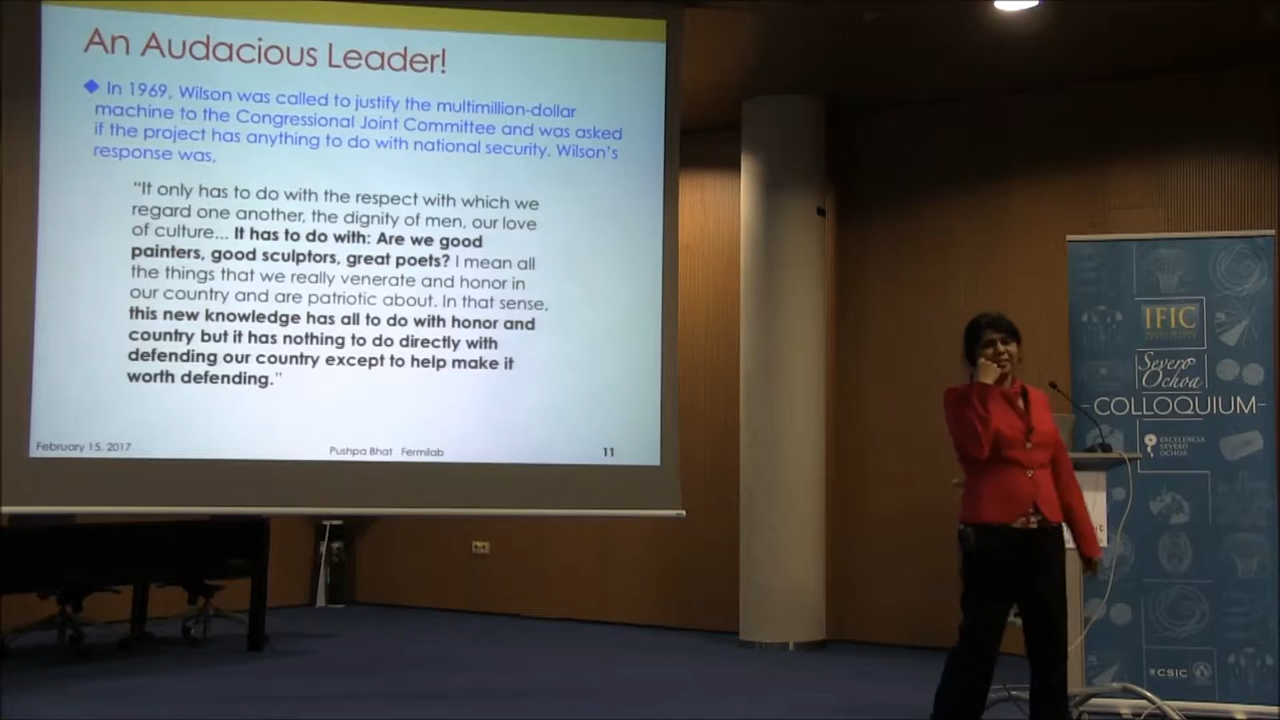 An Audacious Leader!
In 1969, Wilson was called to justify the multimillion-dollar
machine to the Congressional Joint Committee and was asked
if the project has anything to do with national security. Wilson's
response was,
"It only has to do with the respect with which we
regard one another, the dignity of men, our love
of culture... It has to do with: Are we good
painters, good sculptors, great poets? I mean all
the things that we really venerate and honor in
our country and are patriotic about. In that sense,
this new knowledge has all to do with honor and
country but it has nothing to do directly with
defending our country except to help make it
worth defending."
February 15, 2017
Pushpa Bhat Fermilab
11
IFIC
Severo
Ochoa
COLLOQUIUM
EXCELENCIA
SEVERO
OCHOA
CSIC